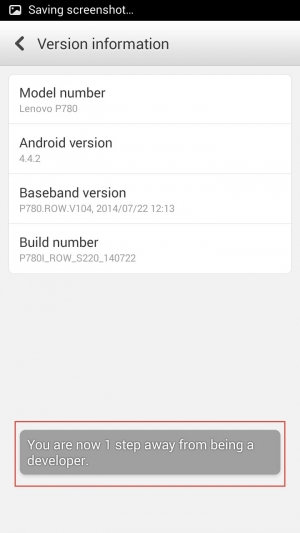 Saving screenshot...
Version information
Model number
Lenovo P780
Android version
4.4.2
Baseband version
P780.ROW.V104, 2014/07/22 12:13
Build number
P780I_ROW_S220_140722
You are now 1 step away from being a
developer.